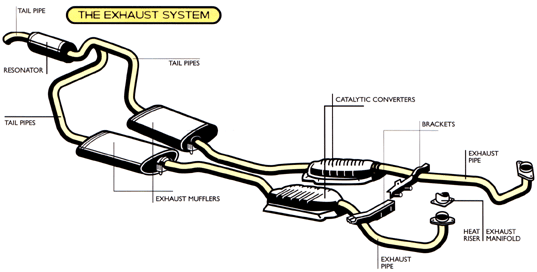 THE EXHAUST SYSTEM
TAIL PIPE
RESONATOR
TAIL PIPES
TAIL PIPES
CATALYTIC CONVERTERS
BRACKETS
EXHAUST
PIPE
EXHAUST MUFFLERS
HEAT
RISER
EXHAUST
MANIFOLD
EXHAUST
PIPE